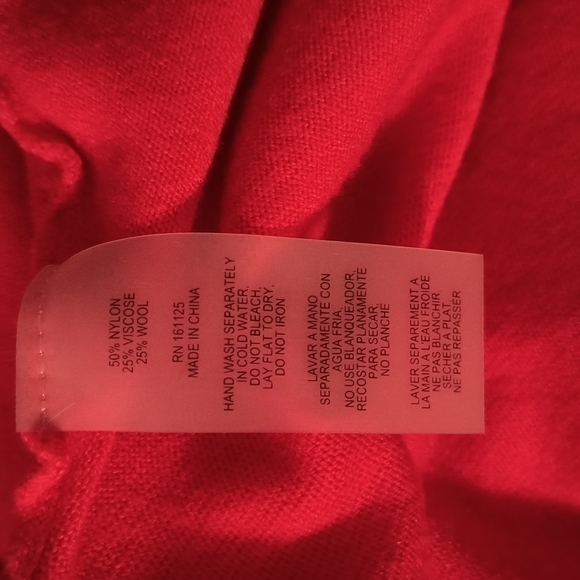 50% NYLON
25% VISCOSE
25% WOOL
RN 161125
MADE IN CHINA
HAND WASH SEPARATELY
IN COLD WATER.
DO NOT BLEACH.
LAY FLAT TO DRY.
DO NOT IRON
LAVAR A MANO
SEPARADAMENTE CON
AGUA FRIA.
NO USE BLANQUEADOR.
RECOSTAR PLANAMENTE
PARA SECAR.
NO PLANCHE
LAVER SEPAREMENT A
LA MAIN A L'EAU FROIDE
NE PAS BLANCHIR
SECHER A PLAT
NE PAS REPASSER